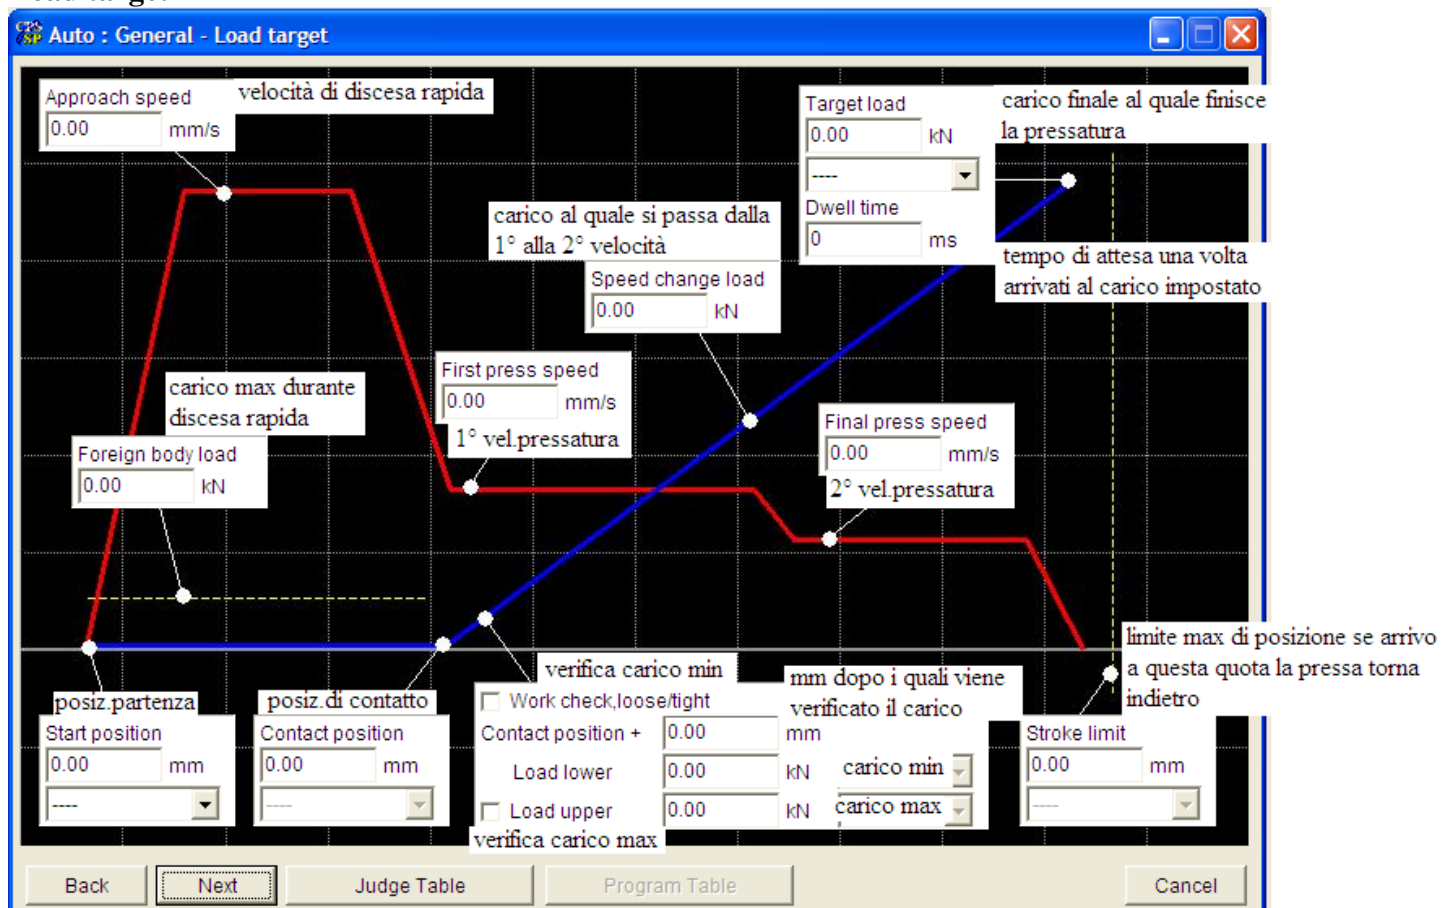 Load target
Auto : General - Load target
Approach speed
0.00 mm/s
velocità di discesa rapida
Target load
0.00 kN
----
Dwell time
0 ms
carico finale al quale finisce
la pressatura
carico al quale si passa dalla
1° alla 2° velocità
Speed change load
0.00 kN
tempo di attesa una volta
arrivati al carico impostato
First press speed
0.00 mm/s
1° vel.pressatura
carico max durante
discesa rapida
Foreign body load
0.00 kN
Final press speed
0.00 mm/s
2° vel.pressatura
limite max di posizione se arrivo
a questa quota la pressa torna
indietro
posiz.partenza
Start position
0.00 mm
----
posiz.di contatto
Contact position
0.00 mm
----
verifica carico min
Work check,loose/tight
mm dopo i quali viene
verificato il carico
Contact position + 0.00 mm
Load lower 0.00 kN carico min
Load upper 0.00 kN carico max
verifica carico max
Stroke limit
0.00 mm
----
Back Next Judge Table Program Table Cancel